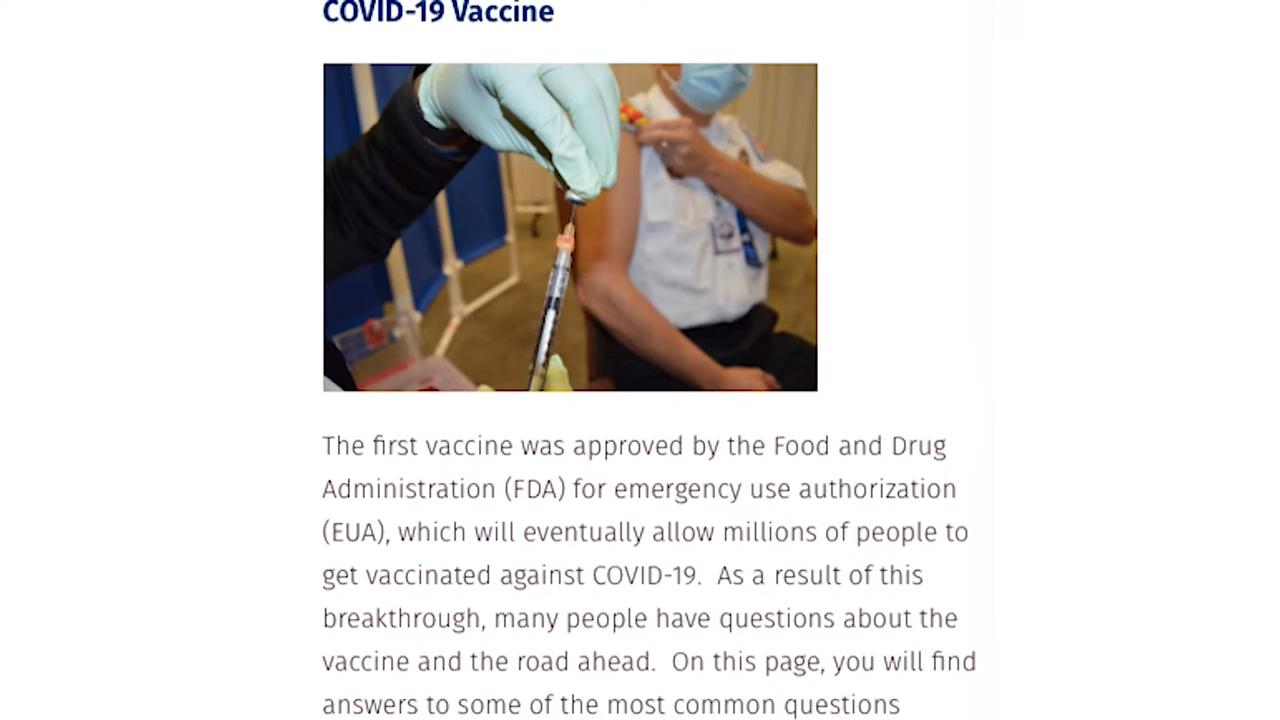 COVID-19 Vaccine
The first vaccine was approved by the Food and Drug
Administration (FDA) for emergency use authorization
(EUA), which will eventually allow millions of people to
get vaccinated against COVID-19.  As a result of this
breakthrough, many people have questions about the
vaccine and the road ahead.  On this page, you will find
answers to some of the most common questions